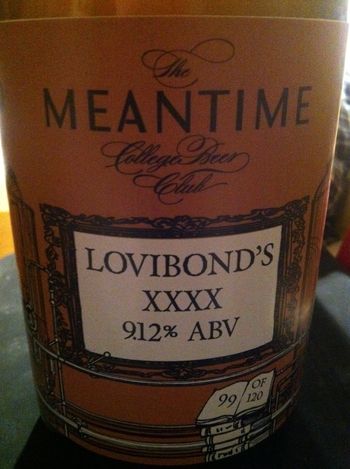 The
MEANTIME
College Beer
Club
LOVIBOND'S
XXXX
9.12% ABV
99 OF
120